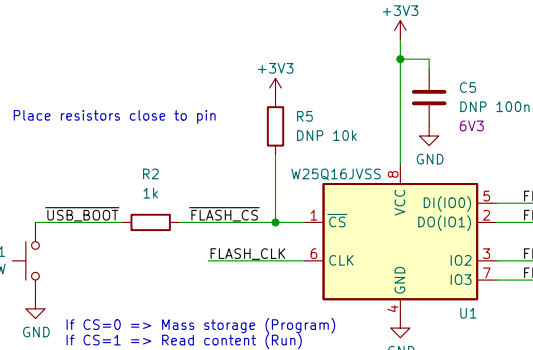 +3V3
+3V3
C5
DNP 100n
6V3
GND
Place resistors close to pin
R5
DNP 10k
R2
1k
W25Q16JVSS
8
VCC
USB_BOOT
FLASH_CS
1
CS
DI(IO0)
5
DO(IO1)
2
FLASH_CLK
6
CLK
IO2
3
IO3
7
GND
4
U1
GND
If CS=0 => Mass storage (Program)
If CS=1 => Read content (Run)
GND